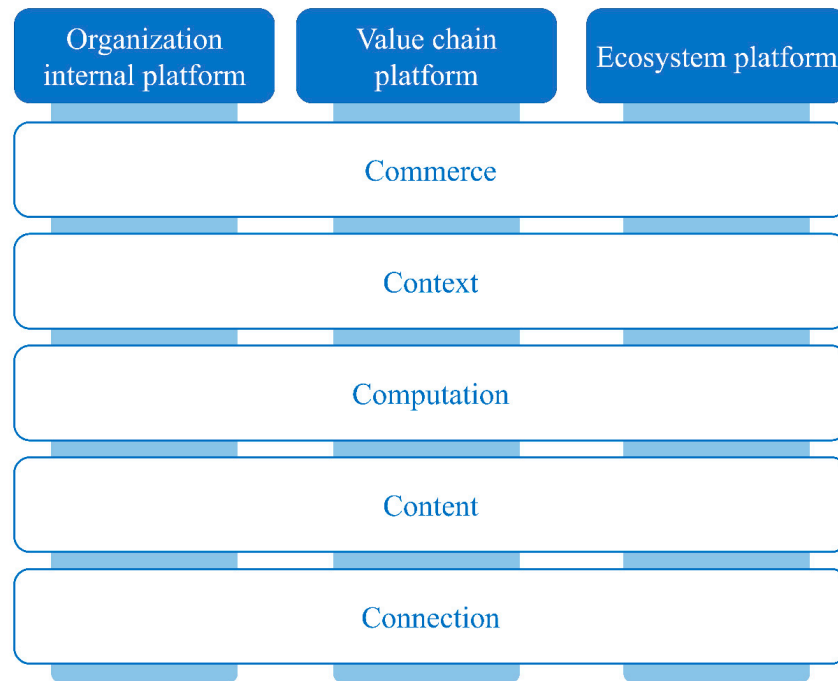 Organization
internal platform
Value chain
platform
Ecosystem platform
Commerce
Context
Computation
Content
Connection